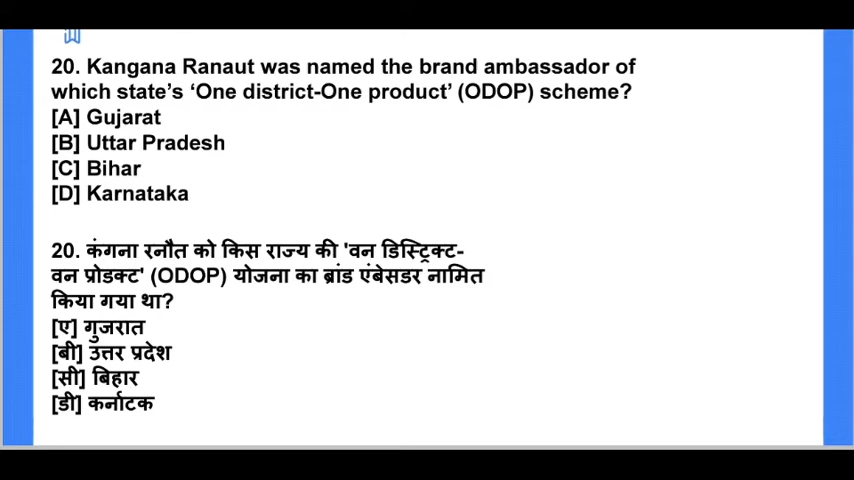 20. Kangana Ranaut was named the brand ambassador of
which state's ‘One district-One product’ (ODOP) scheme?
[A] Gujarat
[B] Uttar Pradesh
[C] Bihar
[D] Karnataka
20. कंगना रनौत को किस राज्य की 'वन डिस्ट्रिक्ट-
वन प्रोडक्ट' (ODOP) योजना का ब्रांड एंबेसडर नामित
किया गया था?
[ए] गुजरात
[बी] उत्तर प्रदेश
[सी] बिहार
[डी] कर्नाटक